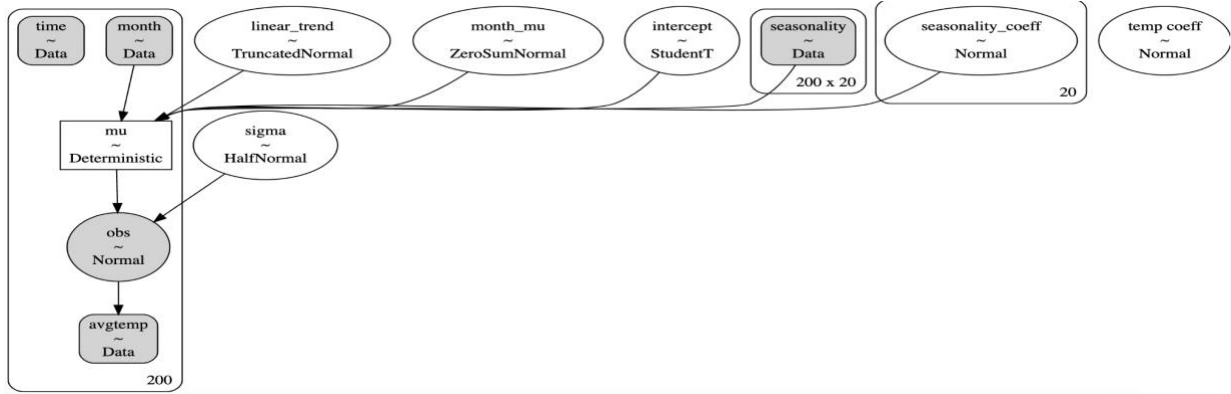 time
~
Data
month
~
Data
linear_trend
~
TruncatedNormal
month_mu
~
ZeroSumNormal
intercept
~
StudentT
seasonality
~
Data
200 x 20
seasonality_coeff
~
Normal
20
temp coeff
~
Normal
mu
~
Deterministic
sigma
~
HalfNormal
obs
~
Normal
avgtemp
~
Data
200